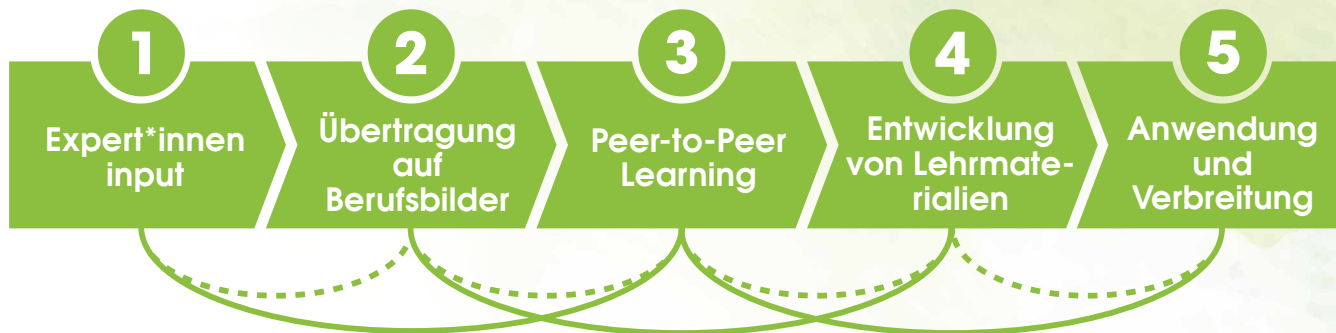 1
Expert*innen
input
2
Übertragung
auf
Berufsbilder
3
Peer-to-Peer
Learning
4
Entwicklung
von Lehrmate-
rialien
5
Anwendung
und
Verbreitung